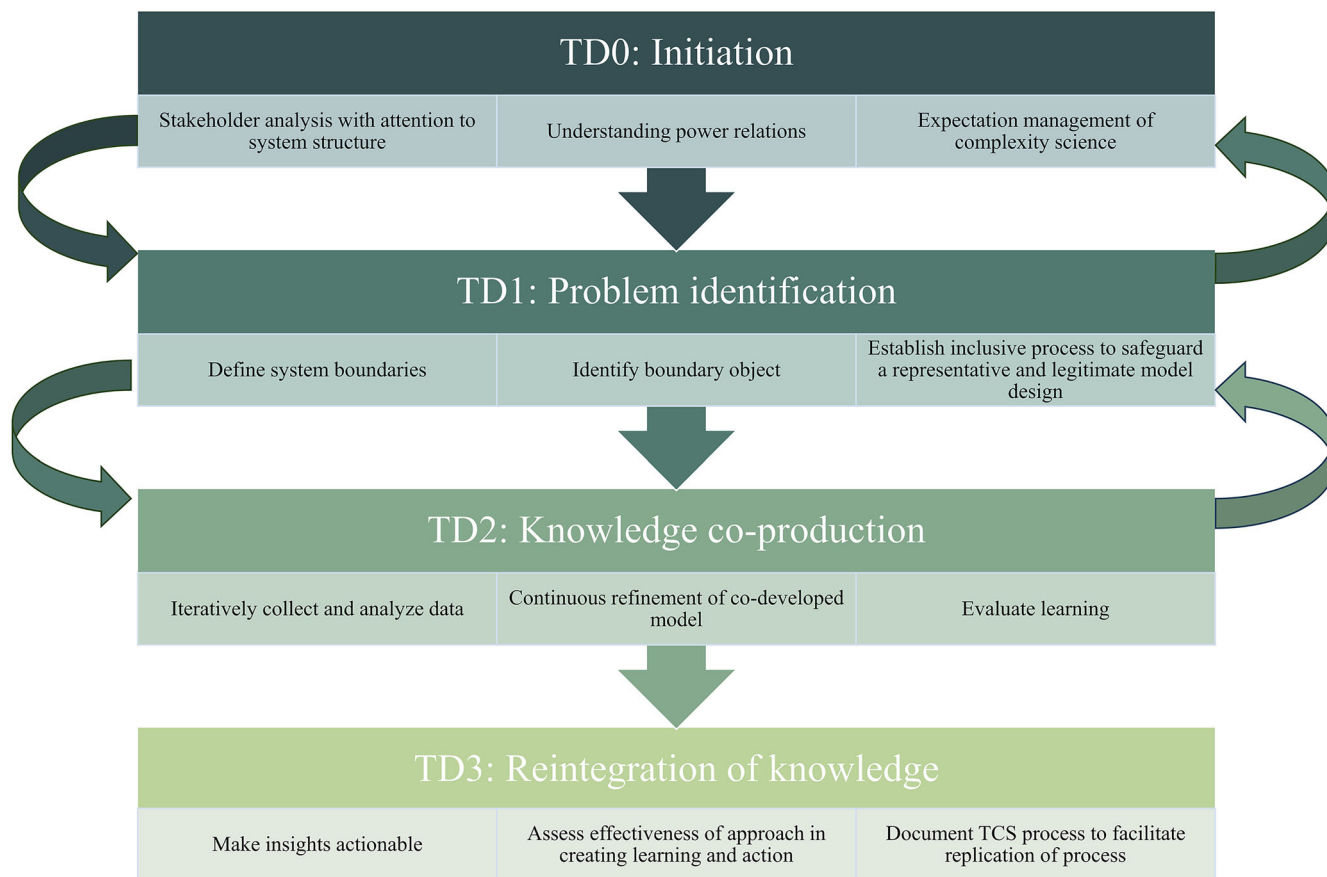 TD0: Initiation
Stakeholder analysis with attention to
system structure
Understanding power relations
Expectation management of
complexity science
TD1: Problem identification
Define system boundaries
Identify boundary object
Establish inclusive process to safeguard
a representative and legitimate model
design
TD2: Knowledge co-production
Iteratively collect and analyze data
Continuous refinement of co-developed
model
Evaluate learning
TD3: Reintegration of knowledge
Make insights actionable
Assess effectiveness of approach in
creating learning and action
Document TCS process to facilitate
replication of process